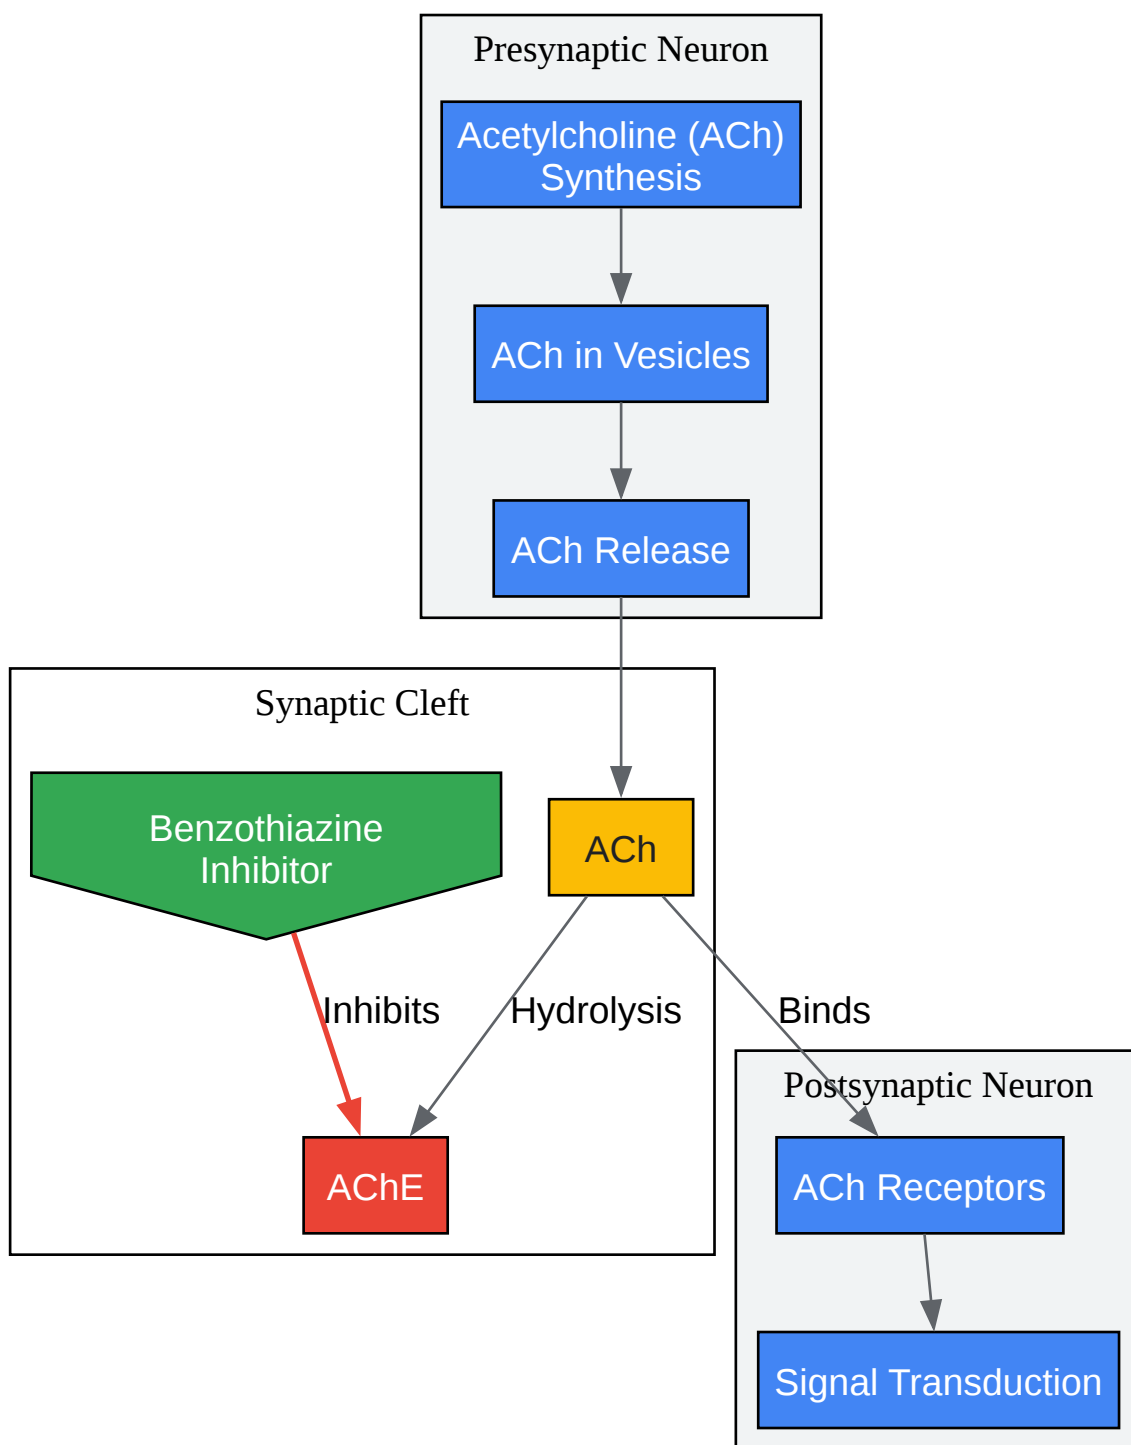 Presynaptic Neuron
Acetylcholine (ACh)
Synthesis
ACh in Vesicles
ACh Release
Synaptic Cleft
Benzothiazine
Inhibitor
ACh
Inhibits
Hydrolysis
Binds
Postsynaptic Neuron
AChE
ACh Receptors
Signal Transduction